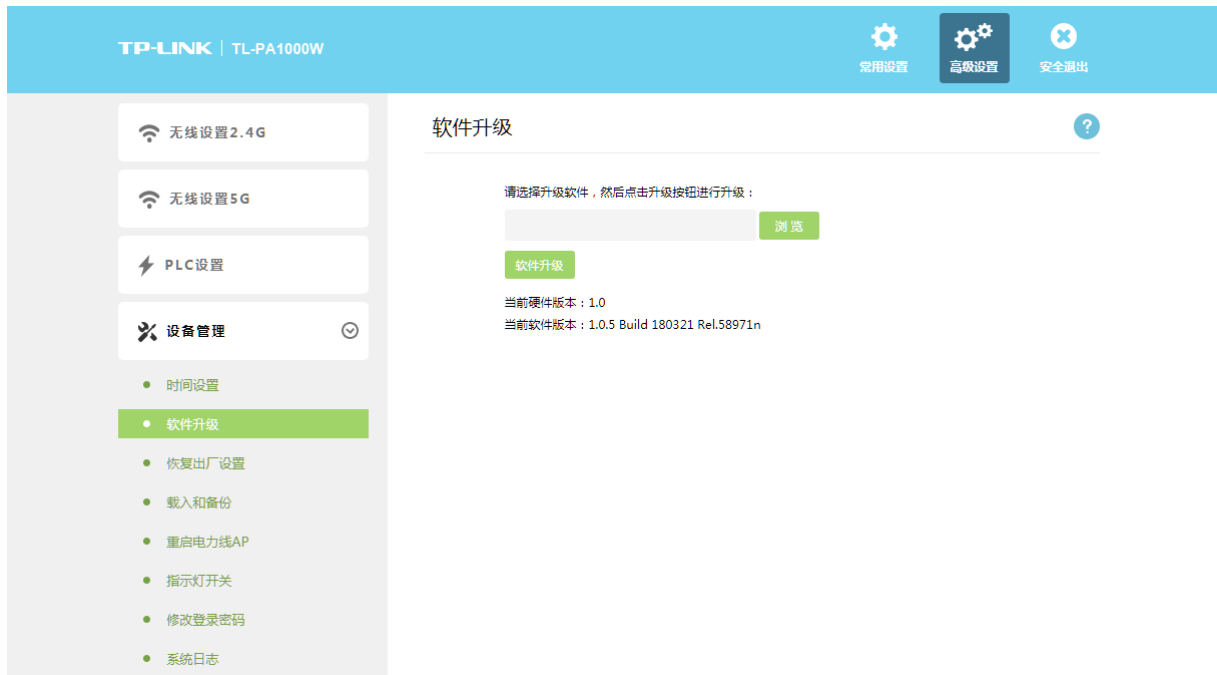 TP-LINK | TL-PA1000W
常用设置
高级设置
安全退出
无线设置2.4G
无线设置5G
PLC设置
设备管理
时间设置
软件升级
恢复出厂设置
载入和备份
重启电力线AP
指示灯开关
修改登录密码
系统日志
软件升级
?
请选择升级软件，然后点击升级按钮进行升级：
浏览
软件升级
当前硬件版本：1.0
当前软件版本：1.0.5 Build 180321 Rel.58971n